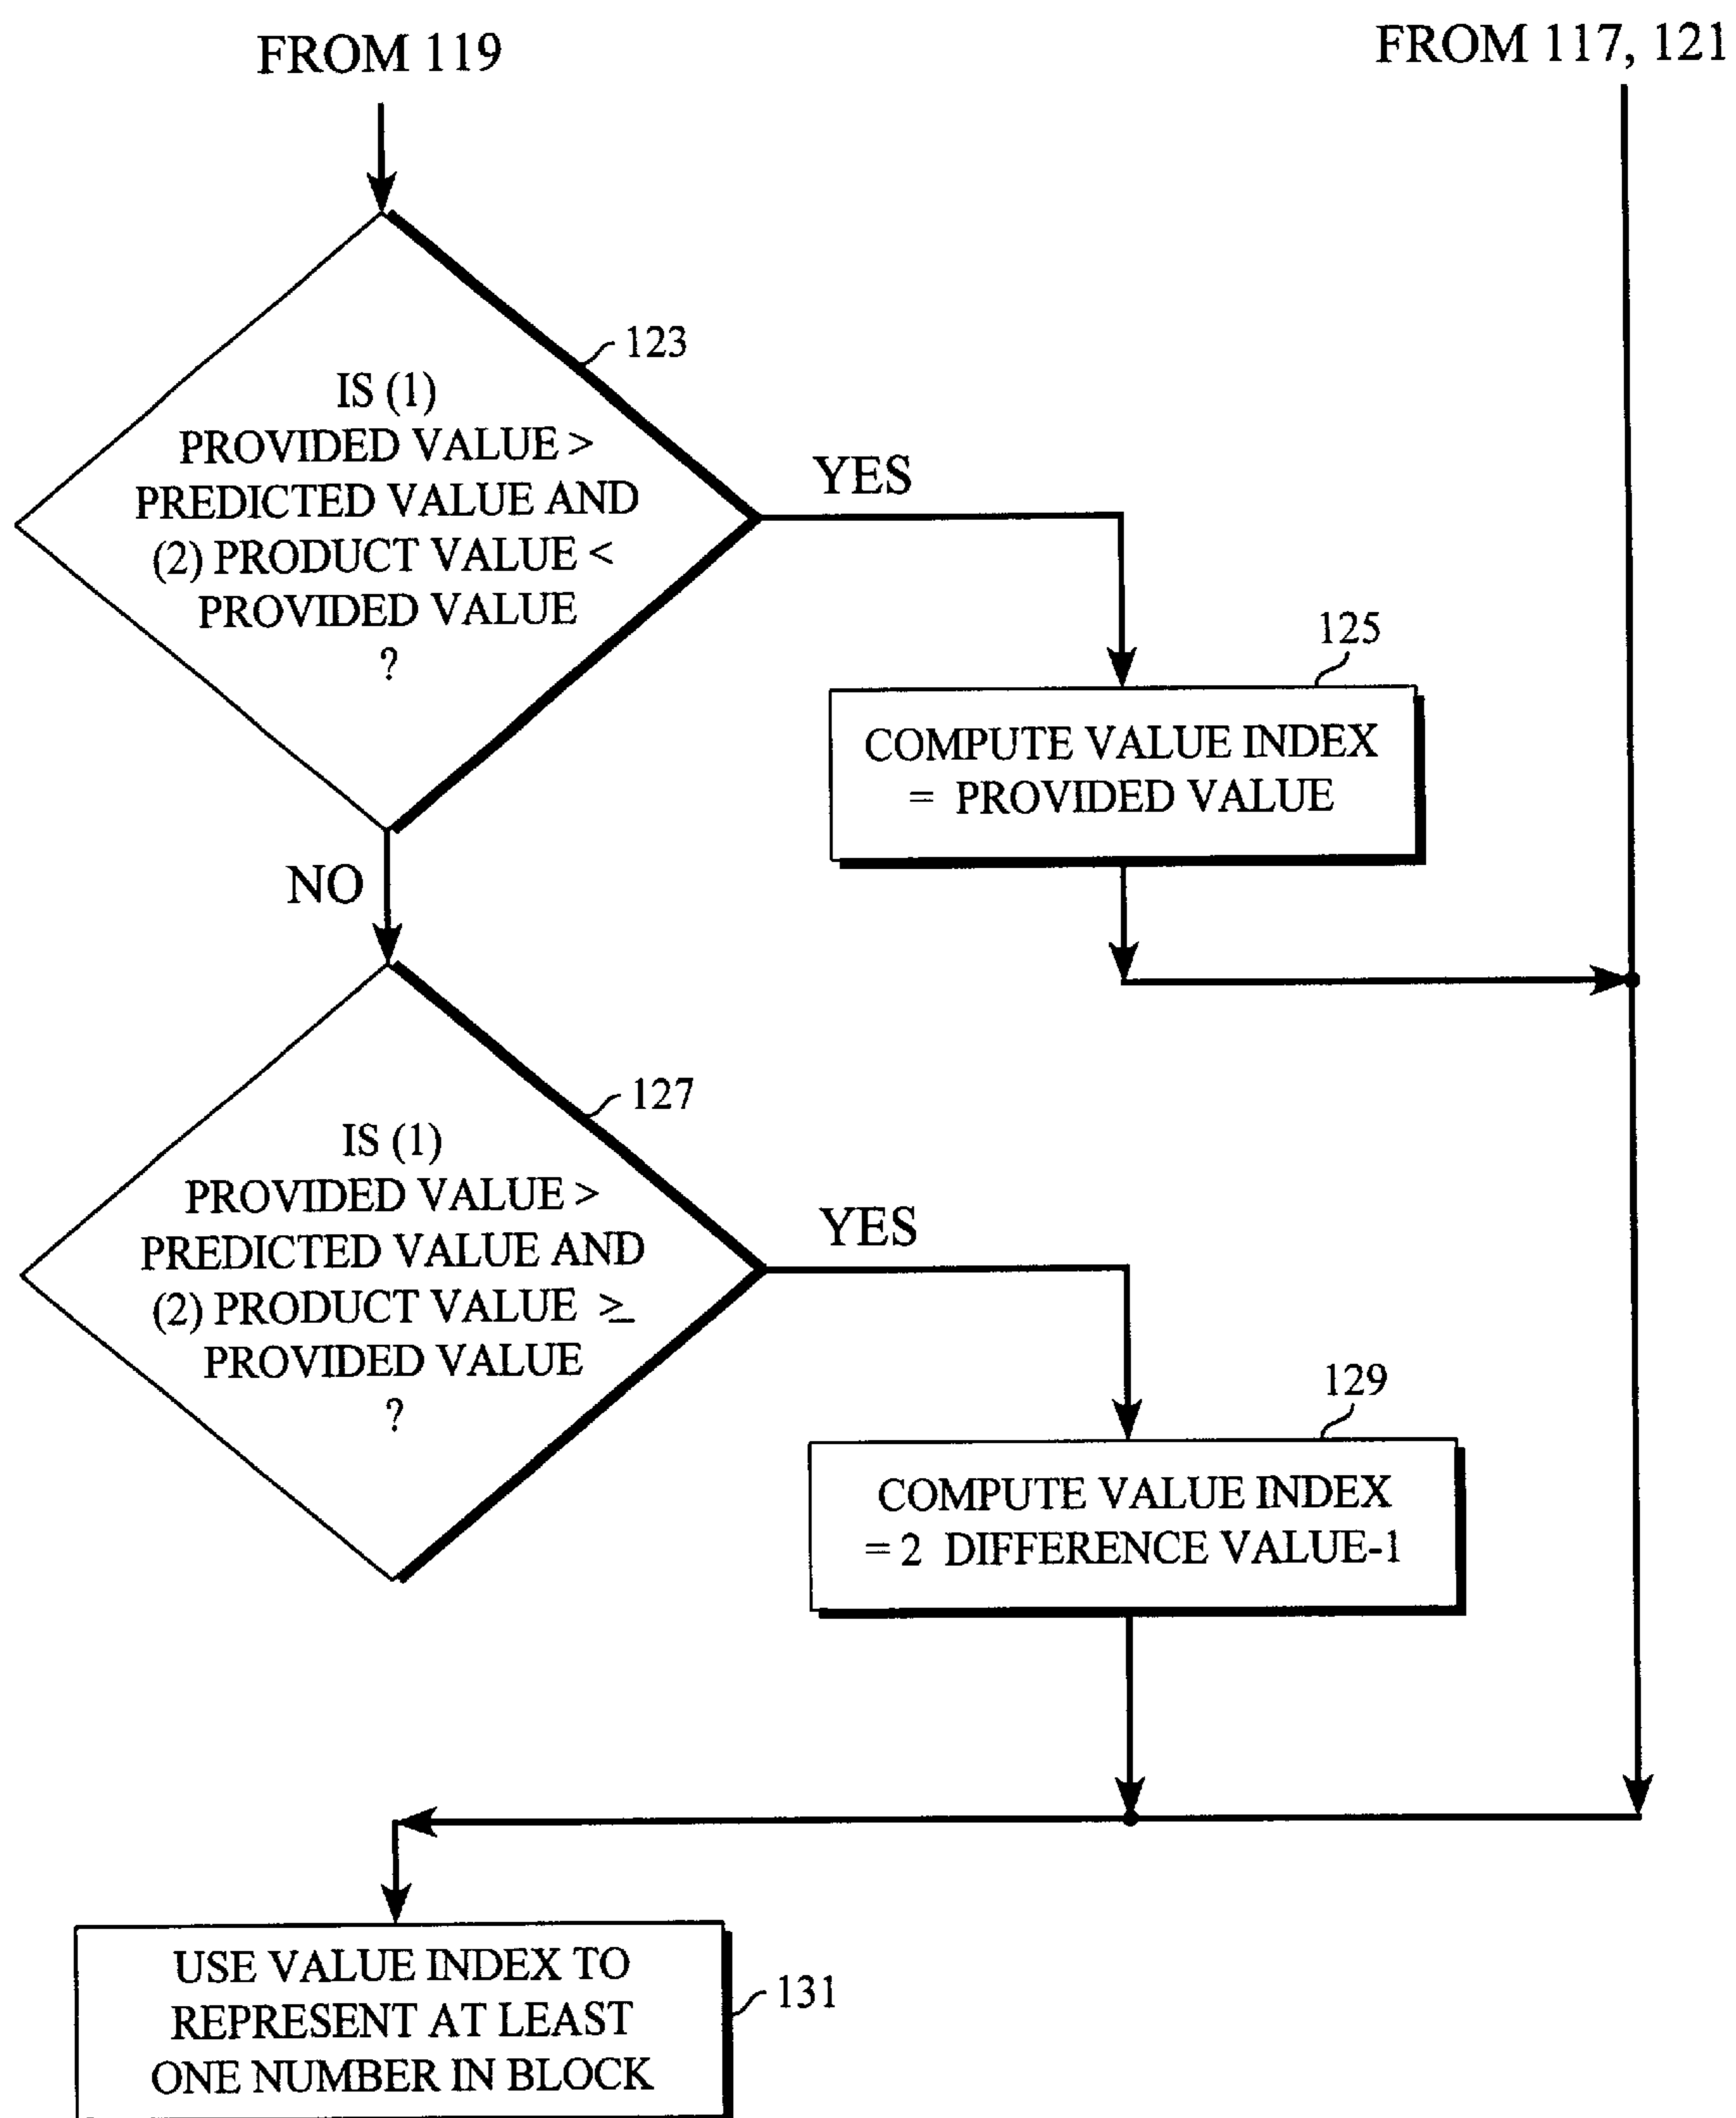 FROM 119
FROM 117, 121
123
IS (1)
PROVIDED VALUE >
PREDICTED VALUE AND
(2) PRODUCT VALUE <
PROVIDED VALUE
?
YES
125
COMPUTE VALUE INDEX
= PROVIDED VALUE
NO
127
IS (1)
PROVIDED VALUE >
PREDICTED VALUE AND
(2) PRODUCT VALUE ≥
PROVIDED VALUE
?
YES
129
COMPUTE VALUE INDEX
= 2 DIFFERENCE VALUE-1
USE VALUE INDEX TO
REPRESENT AT LEAST
ONE NUMBER IN BLOCK
131